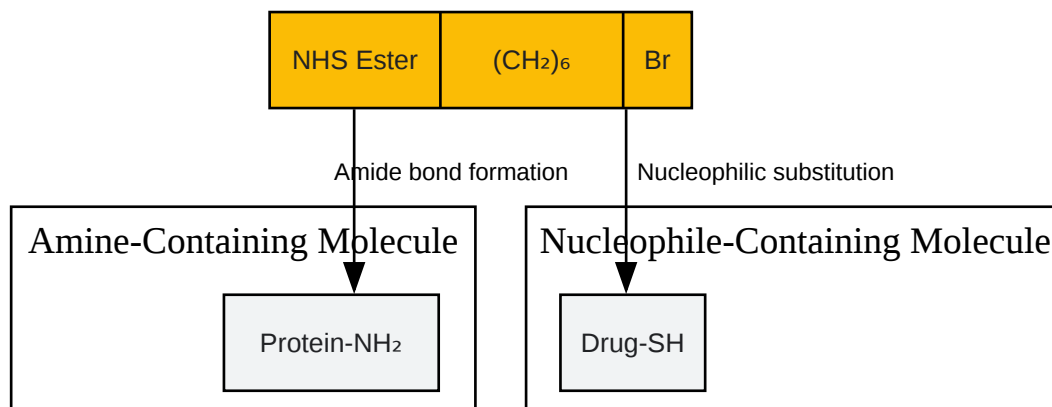 NHS Ester
(CH₂)₆
Br
Amide bond formation
Nucleophilic substitution
Amine-Containing Molecule
Nucleophile-Containing Molecule
Protein-NH₂
Drug-SH